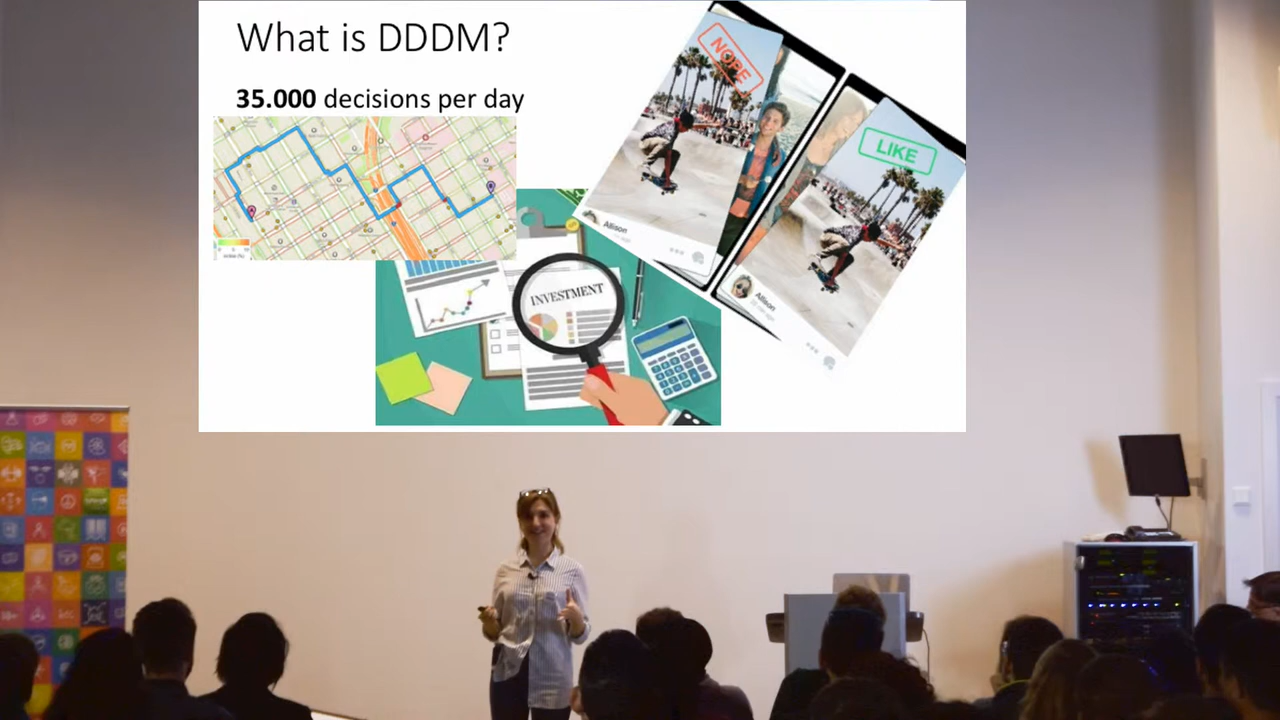 What is DDDM?
35.000 decisions per day
NOPE
LIKE
Allison
Allison
INVESTMENT